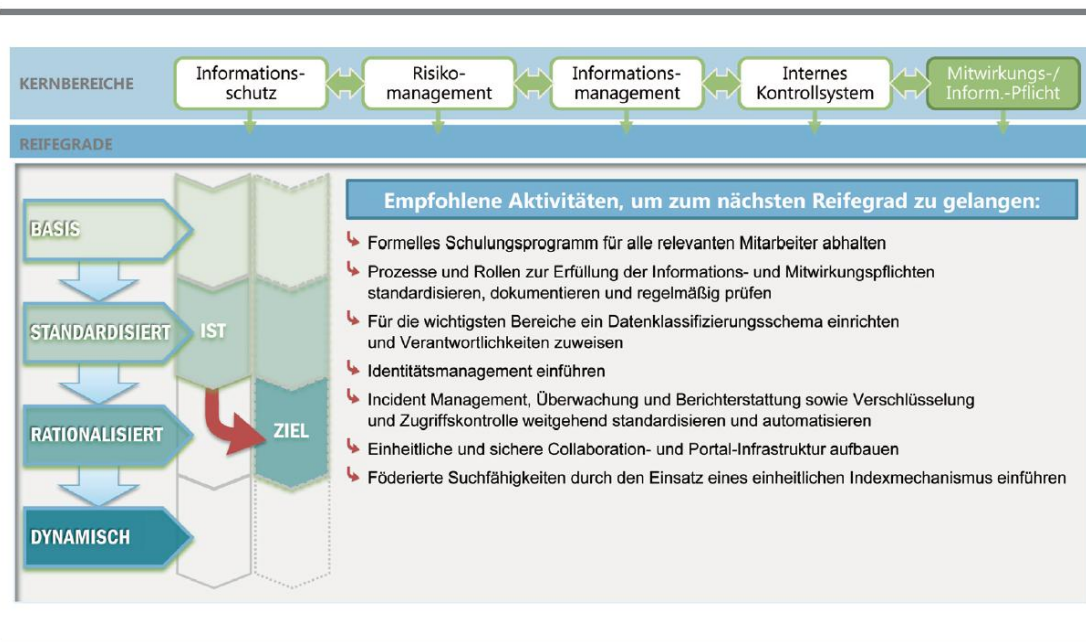 KERNBEREICHE
Informations-
schutz
Risiko-
management
Informations-
management
Internes
Kontrollsystem
Mitwirkungs-/
Inform.-Pflicht
REIFEGRADE
BASIS
STANDARDISIERT
RATIONALISIERT
DYNAMISCH
IST
ZIEL
Empfohlene Aktivitäten, um zum nächsten Reifegrad zu gelangen:
Formelles Schulungsprogramm für alle relevanten Mitarbeiter abhalten
Prozesse und Rollen zur Erfüllung der Informations- und Mitwirkungspflichten
standardisieren, dokumentieren und regelmäßig prüfen
Für die wichtigsten Bereiche ein Datenklassifizierungsschema einrichten
und Verantwortlichkeiten zuweisen
Identitätsmanagement einführen
Incident Management, Überwachung und Berichterstattung sowie Verschlüsselung
und Zugriffskontrolle weitgehend standardisieren und automatisieren
Einheitliche und sichere Collaboration- und Portal-Infrastruktur aufbauen
Föderierte Suchfähigkeiten durch den Einsatz eines einheitlichen Indexmechanismus einführen